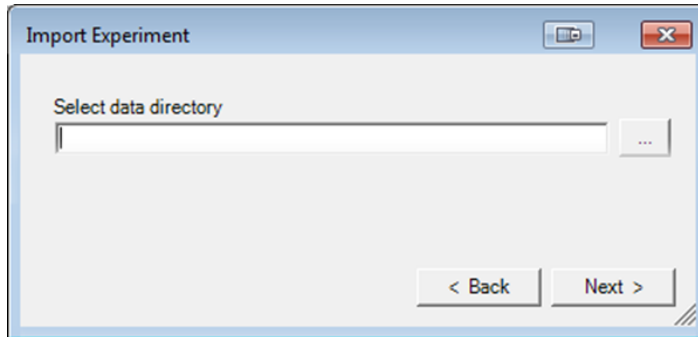 Import Experiment
Select data directory
...
< Back
Next >